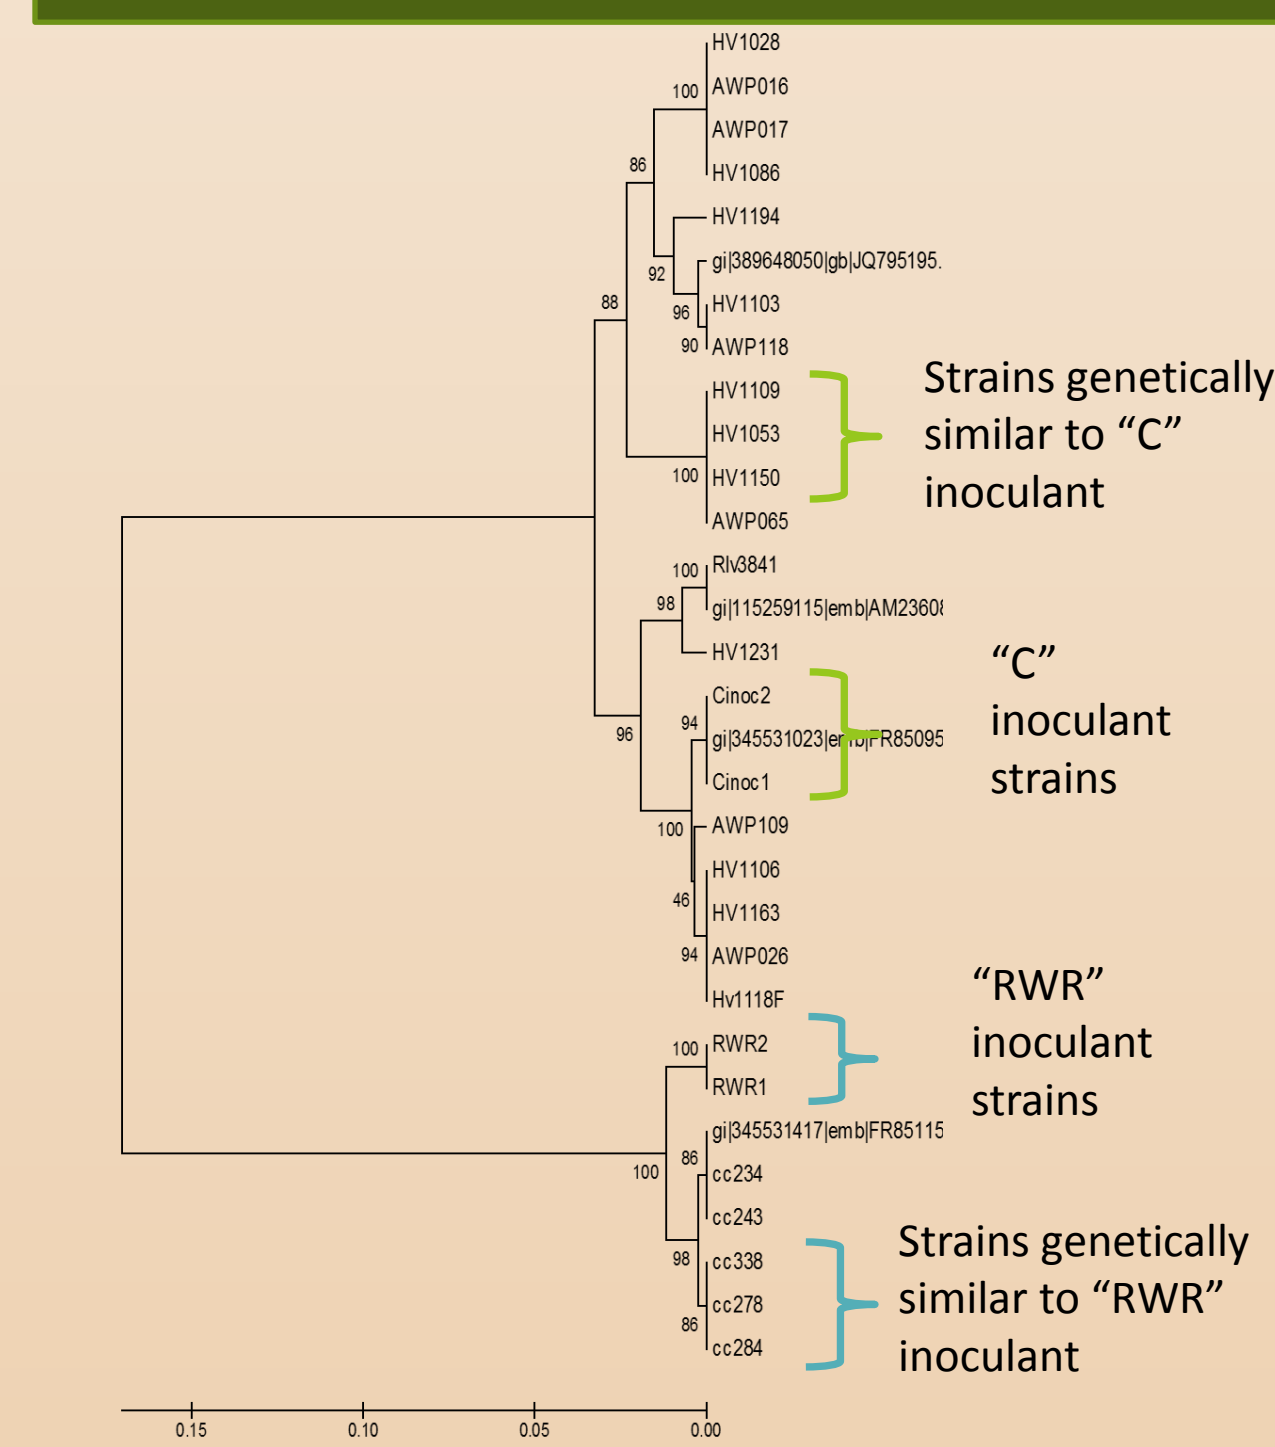 HV1028
AWP016
100
AWP017
HV1086
86
HV1194
gi|389648050|gb|JQ795195.
92
HV1103
88
96
AWP118
90
HV1109
HV1053
HV1150
100
AWP065
Strains genetically
similar to “C”
inoculant
Rlv3841
100
gi|115259115|emb|AM23608
98
HV1231
Cinoc2
94
gi|345531023|emb|FR85095
96
Cinoc1
“C”
inoculant
strains
AWP109
100
HV1106
46
HV1163
AWP026
94
Hv1118F
RWR2
100
RWR1
“RWR”
inoculant
strains
gi|345531417|emb|FR85115
86
cc234
100
cc243
98
cc338
cc278
86
cc284
Strains genetically
similar to “RWR”
inoculant
0.15 0.10 0.05 0.00